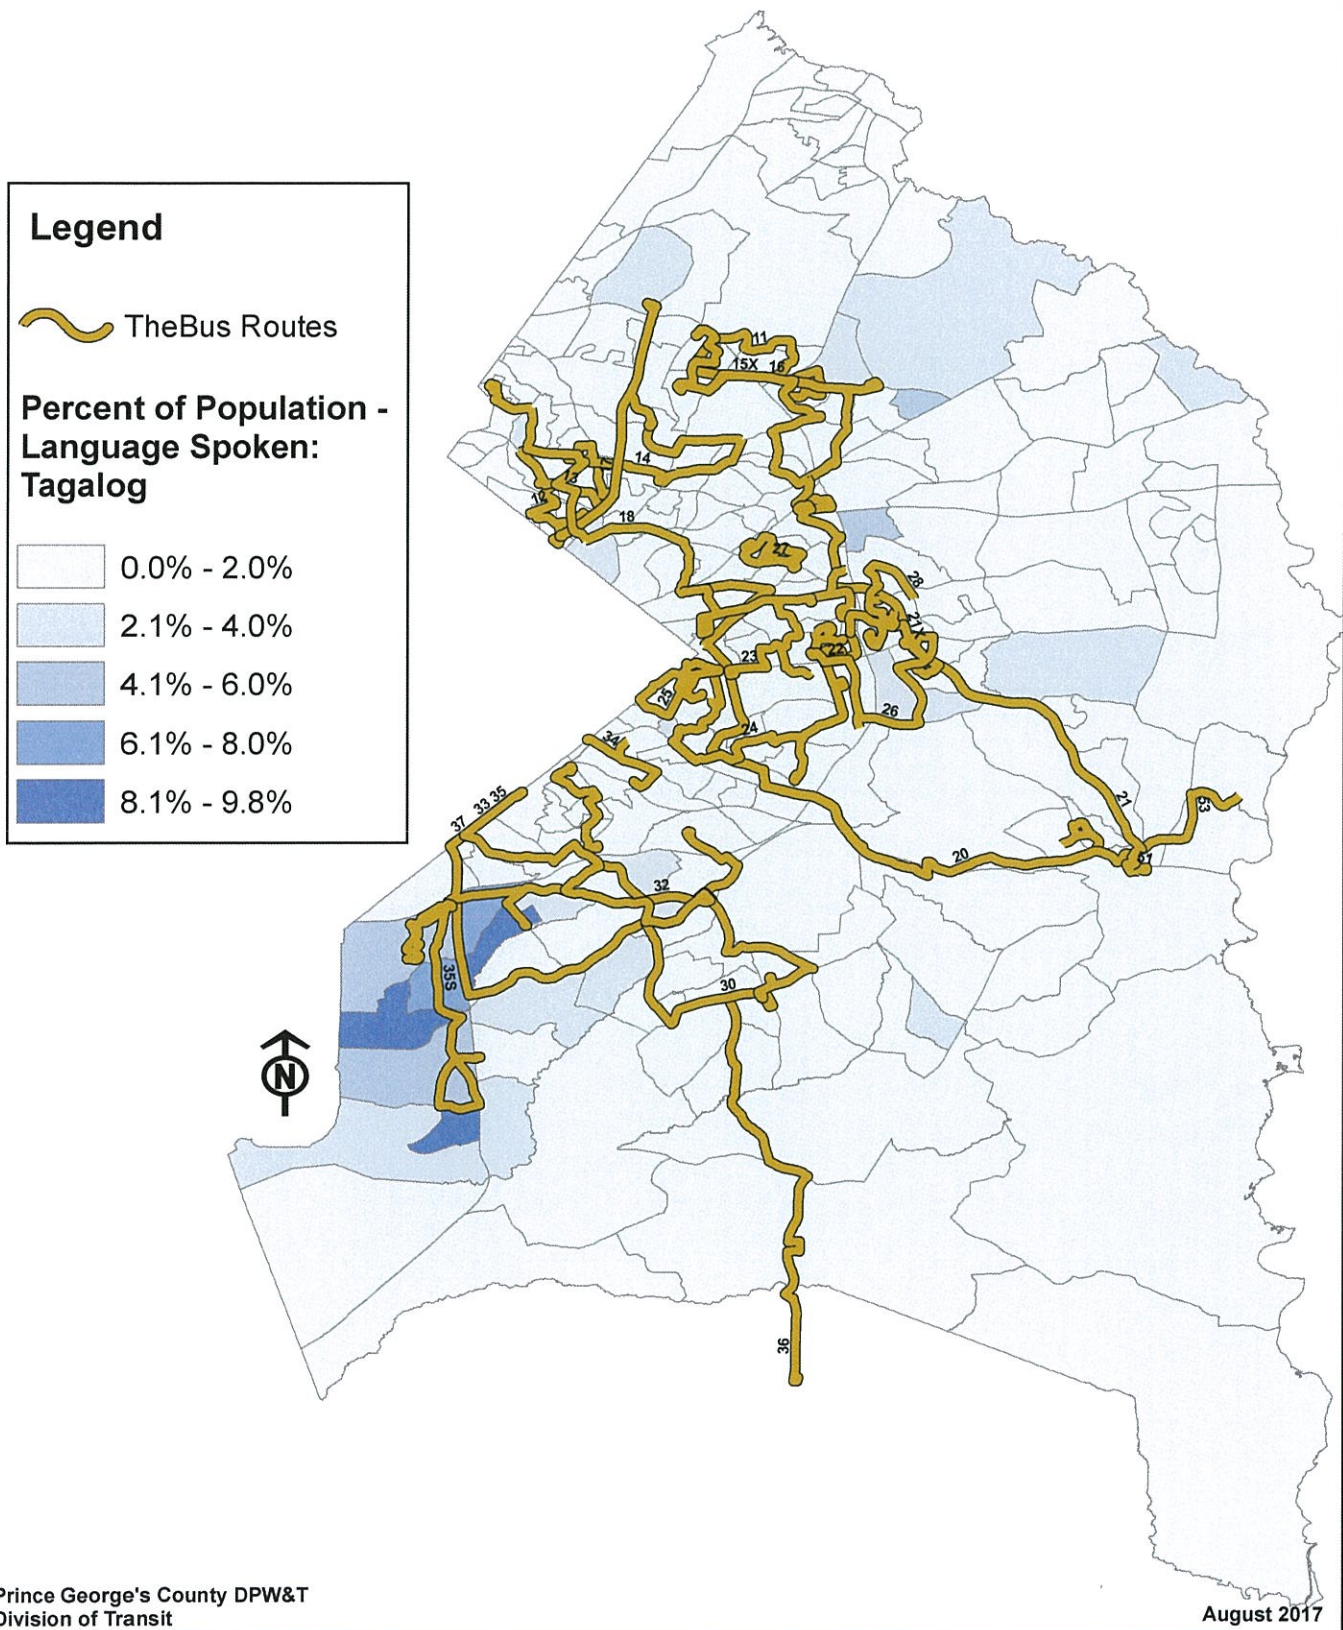 Legend
TheBus Routes
Percent of Population -
Language Spoken:
Tagalog
0.0% - 2.0%
2.1% - 4.0%
4.1% - 6.0%
6.1% - 8.0%
8.1% - 9.8%
11
15X 16
14
13
12
18
27
28
21X
22
23
25
26
24
34
33 35
37
21
53
51
20
32
35S
30
36
N
Prince George's County DPW&T
Division of Transit
August 2017